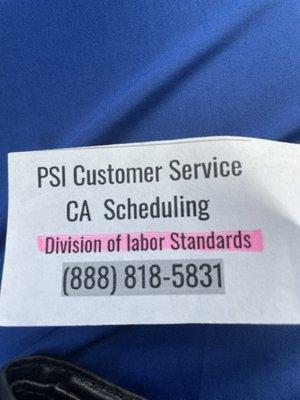 PSI Customer Service
CA Scheduling
Division of labor Standards
(888) 818-5831